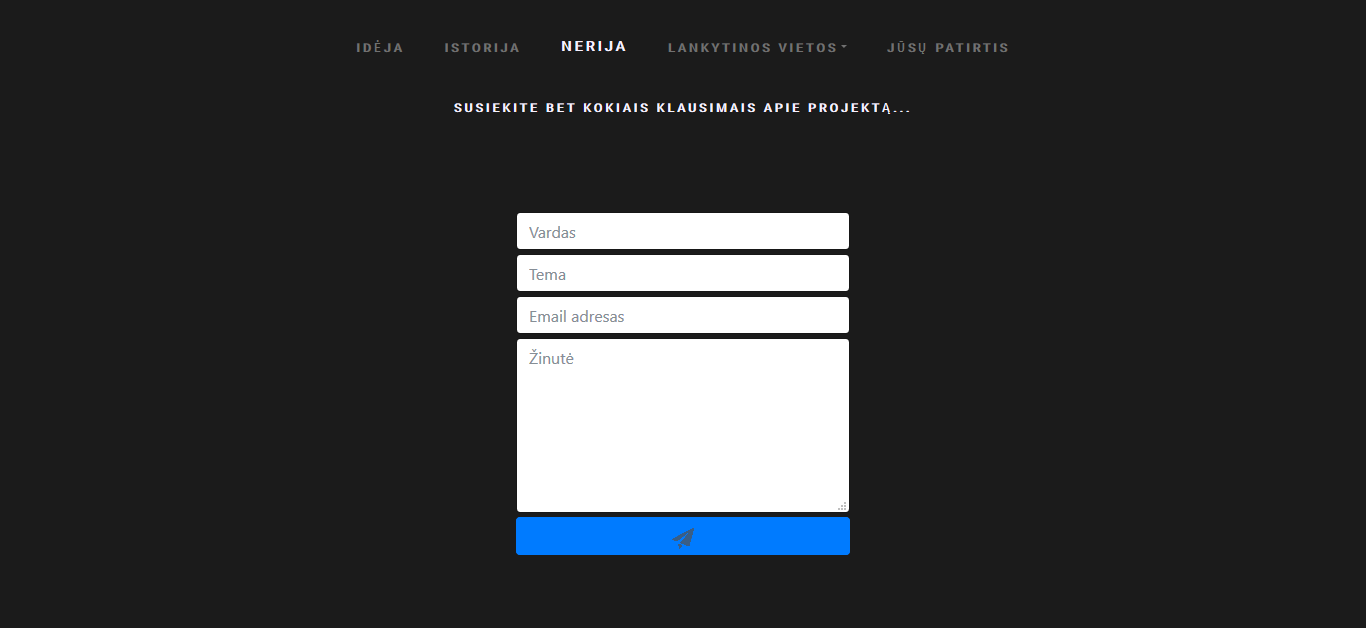 IDĖJA ISTORIJA NERIJA LANKYTINOS VIETOS JŪSŲ PATIRTIS
SUSIEKITE BET KOKIAIS KLAUSIMAIS APIE PROJEKTĄ...
Vardas
Tema
Email adresas
Žinutė